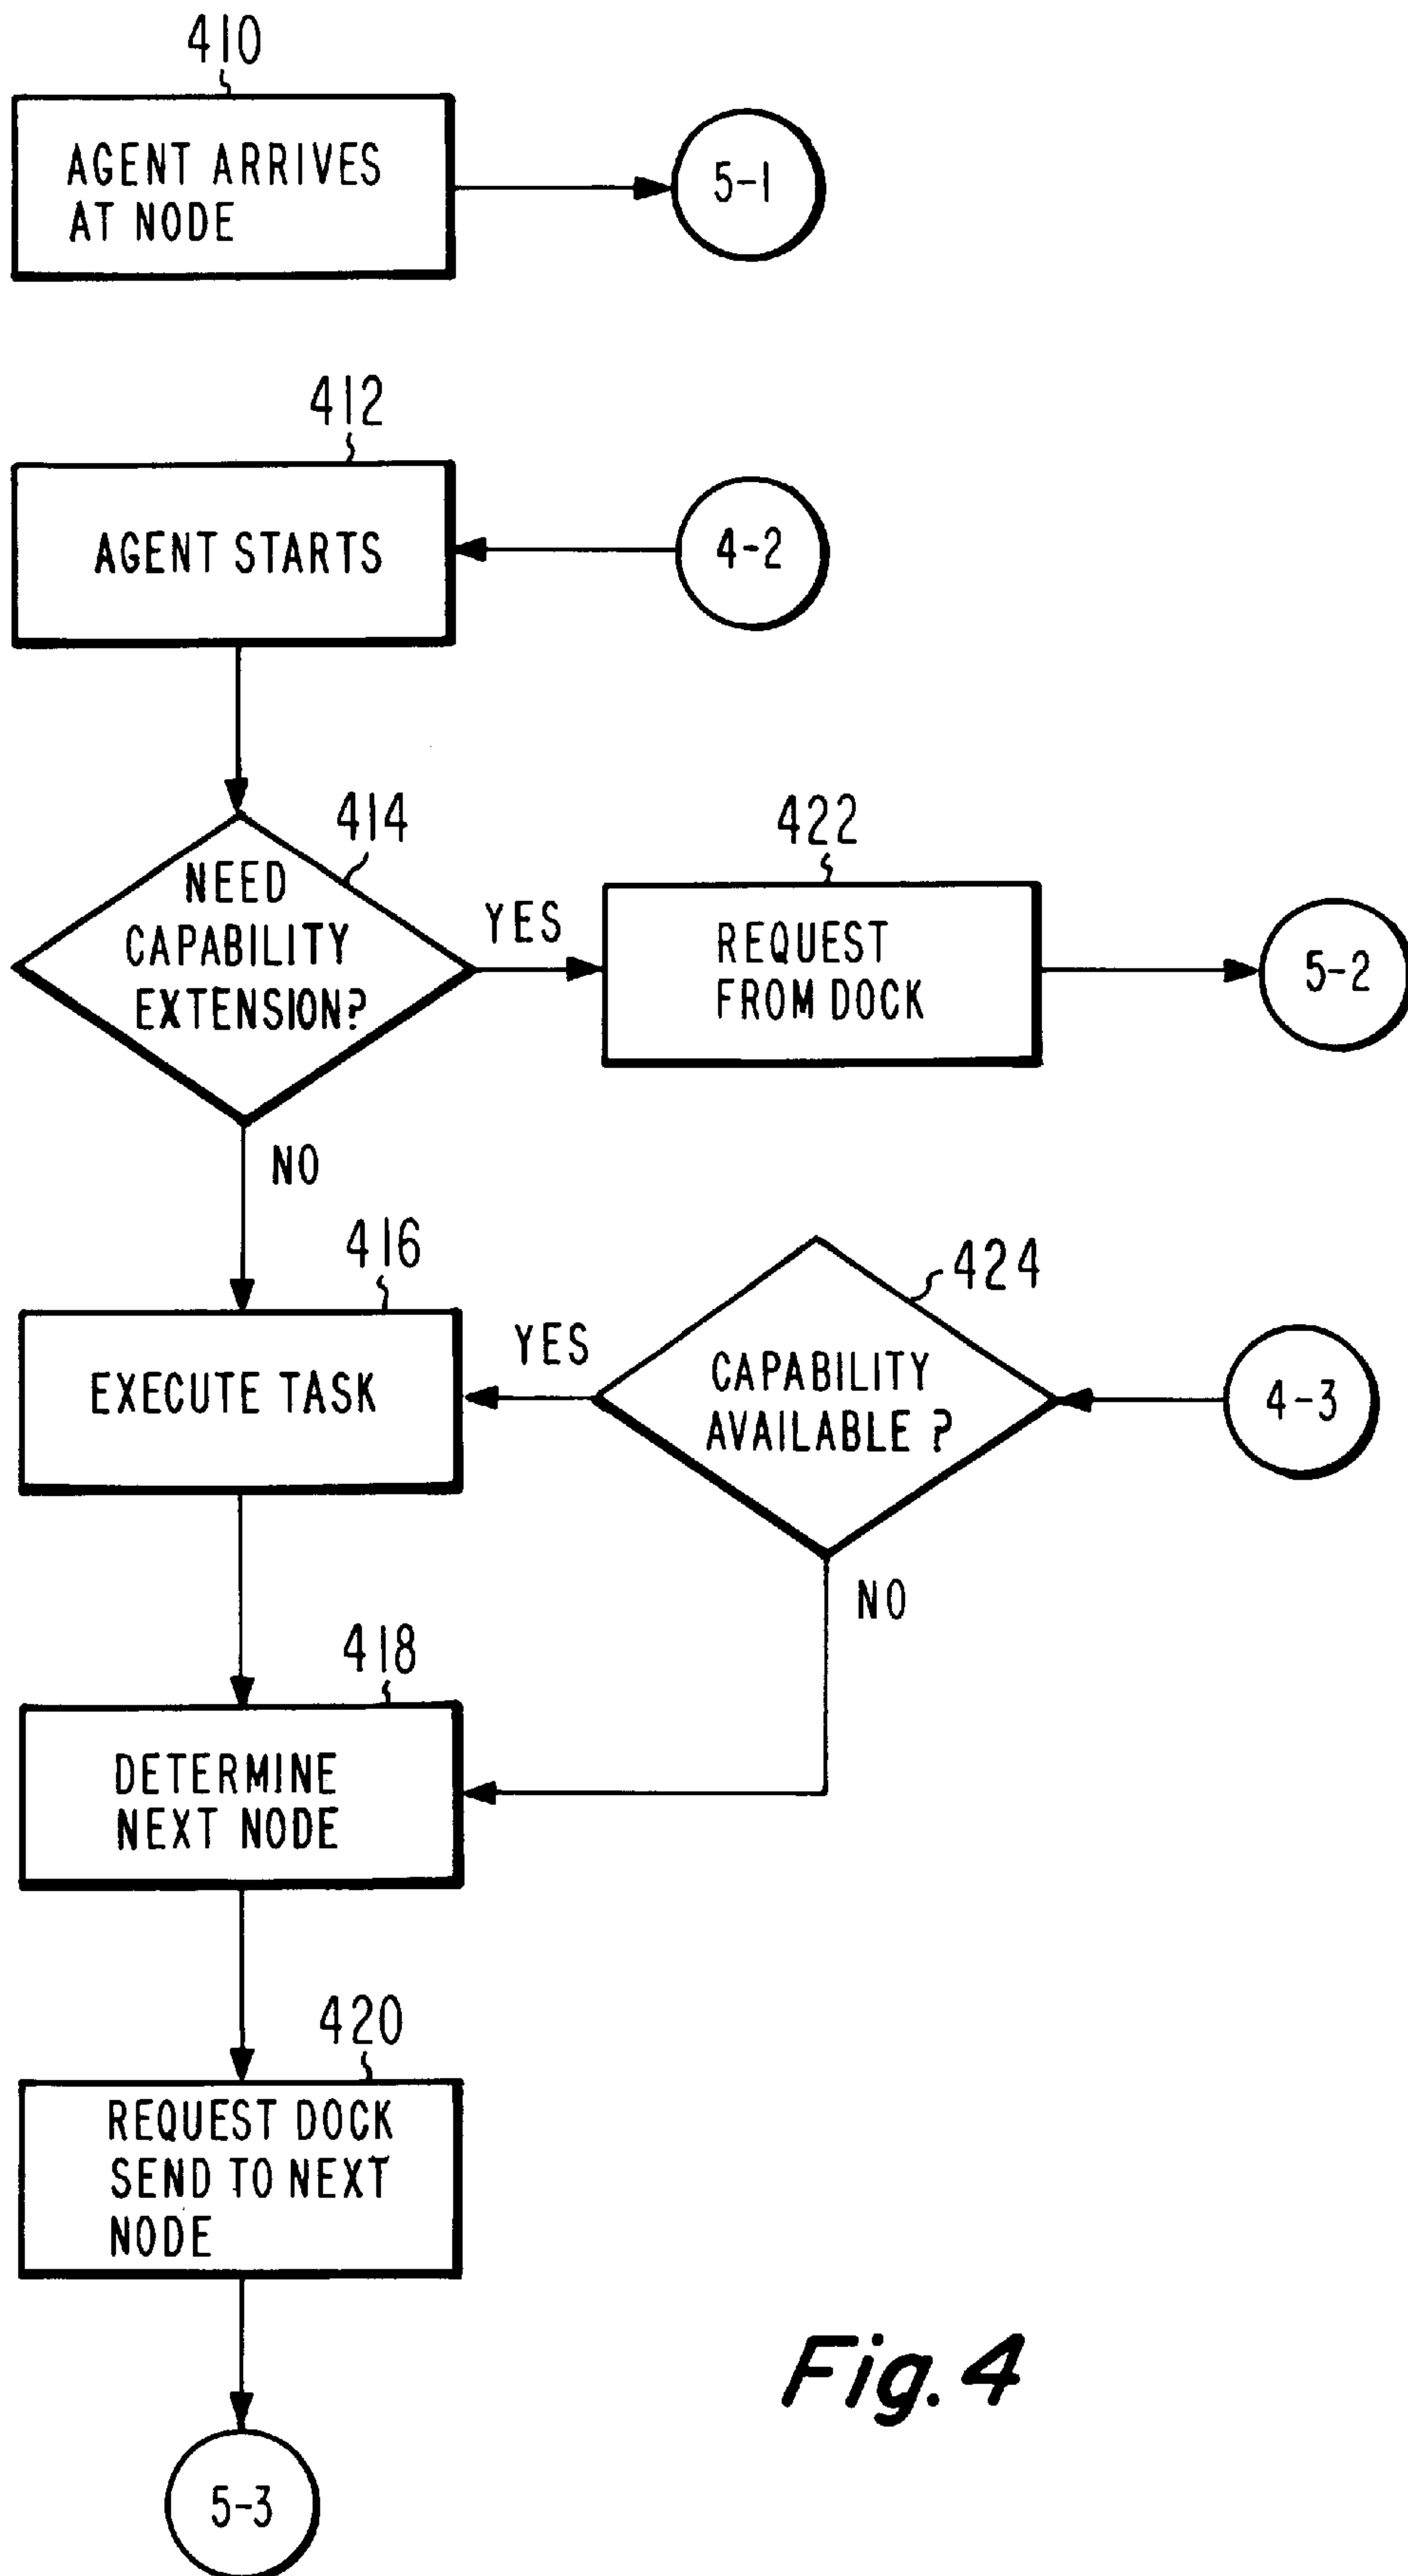 410
AGENT ARRIVES
AT NODE
5-1
412
AGENT STARTS
4-2
414
NEED
CAPABILITY
EXTENSION?
YES
422
REQUEST
FROM DOCK
5-2
NO
416
EXECUTE TASK
YES
424
CAPABILITY
AVAILABLE ?
4-3
NO
418
DETERMINE
NEXT NODE
420
REQUEST DOCK
SEND TO NEXT
NODE
5-3
Fig. 4